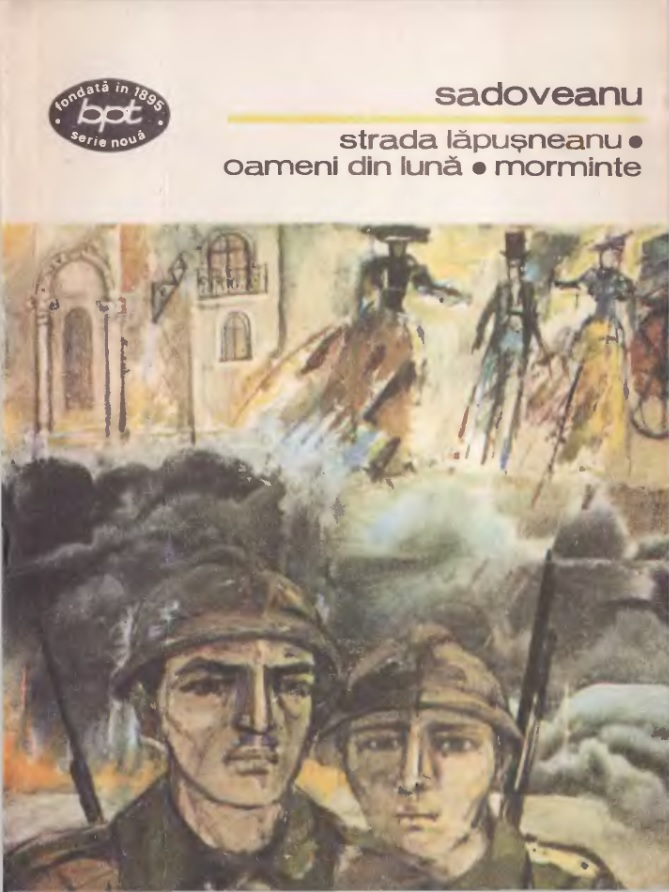 fondată în 1895
bpt
serie nouă
sadoveanu
strada lăpușneanu •
oameni din lună • morminte